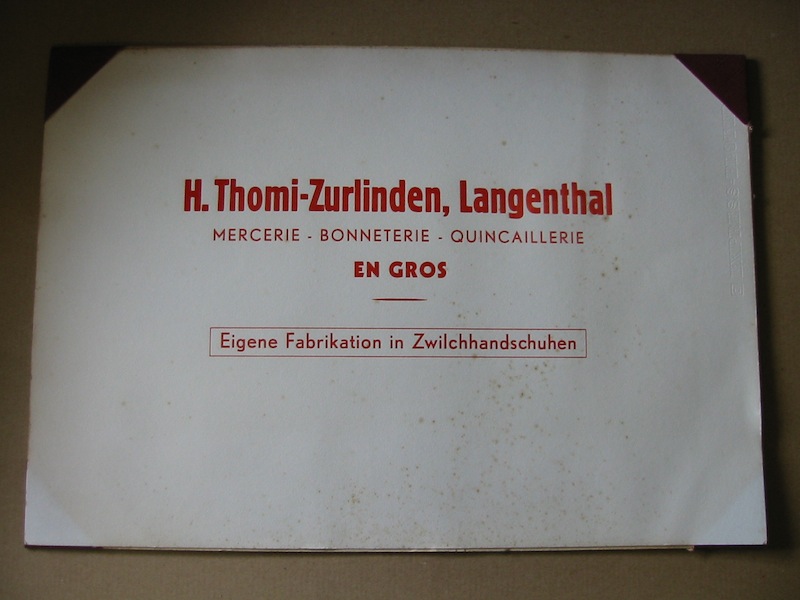 H. Thomi-Zurlinden, Langenthal
MERCERIE - BONNETERIE - QUINCAILLERIE
EN GROS
Eigene Fabrikation in Zwilchhandschuhen